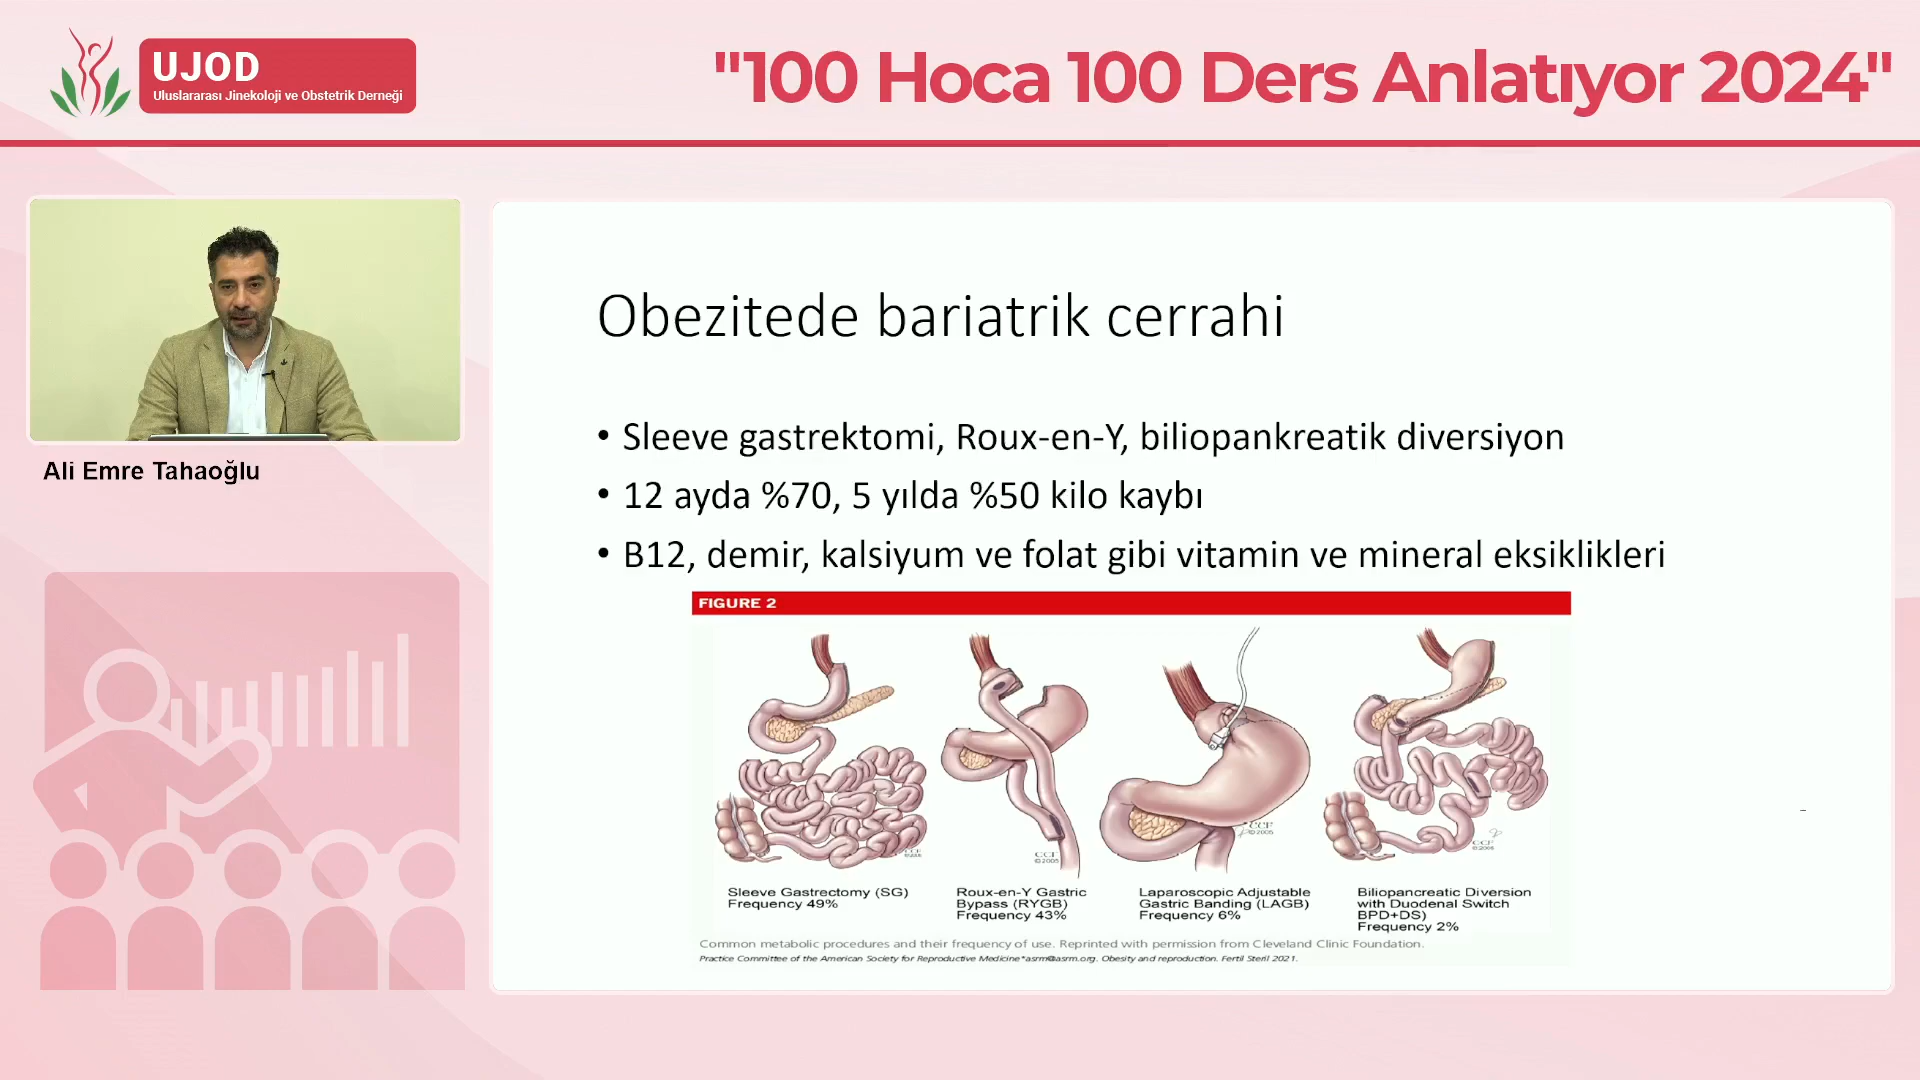 UJOD
Uluslararası Jinekoloji ve Obstetrik Derneği
"100 Hoca 100 Ders Anlatıyor 2024"
Ali Emre Tahaoğlu
Obezitede bariatrik cerrahi
• Sleeve gastrektomi, Roux-en-Y, biliopankreatik diversiyon
• 12 ayda %70, 5 yılda %50 kilo kaybı
• B12, demir, kalsiyum ve folat gibi vitamin ve mineral eksiklikleri
FIGURE 2
CCF
©2005
CCF
©2005
Sleeve Gastrectomy (SG)
Frequency 49%
Roux-en-Y Gastric
Bypass (RYGB)
Frequency 43%
Laparoscopic Adjustable
Gastric Banding (LAGB)
Frequency 6%
Biliopancreatic Diversion
with Duodenal Switch
BPD+DS)
Frequency 2%
Common metabolic procedures and their frequency of use. Reprinted with permission from Cleveland Clinic Foundation.
Practice Committee of the American Society for Reproductive Medicine*asrm@asrm.org. Obesity and reproduction. Fertil Steril 2021.